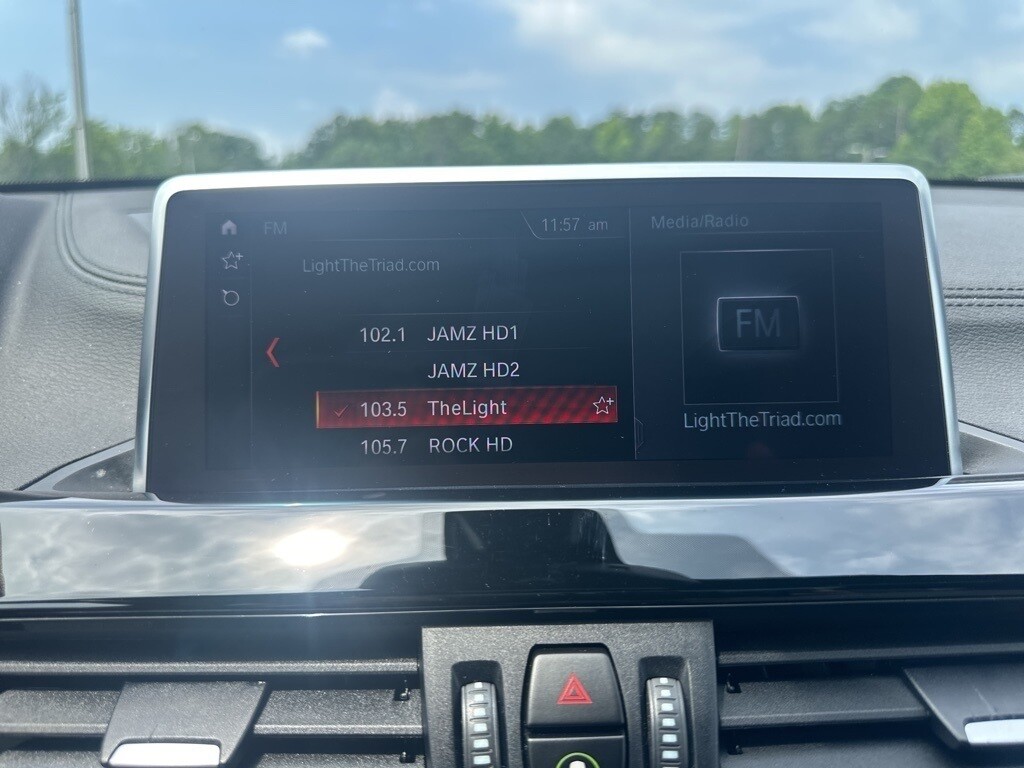 FM
11:57 am
Media/Radio
LightTheTriad.com
102.1 JAMZ HD1
JAMZ HD2
103.5 TheLight
105.7 ROCK HD
FM
LightTheTriad.com